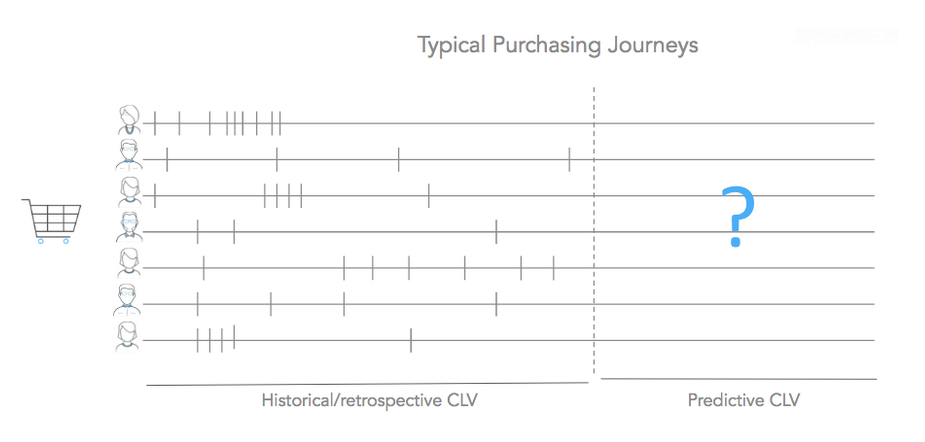 Typical Purchasing Journeys
?
Historical/retrospective CLV
Predictive CLV